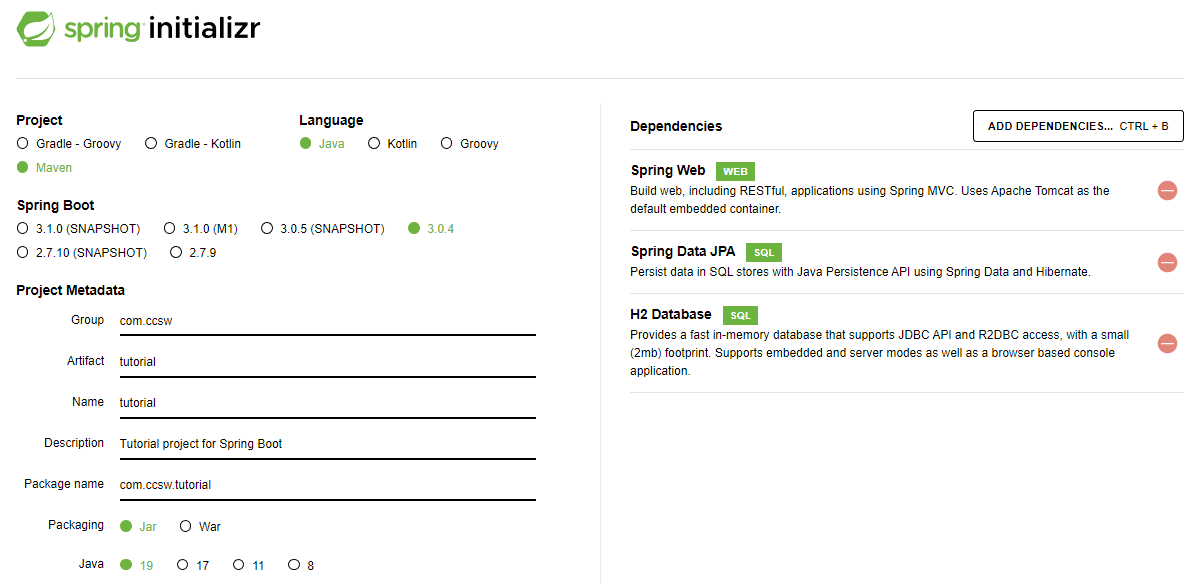 spring initializr
Project
Gradle - Groovy Gradle - Kotlin
Maven
Language
Java Kotlin Groovy
Spring Boot
3.1.0 (SNAPSHOT) 3.1.0 (M1) 3.0.5 (SNAPSHOT) 3.0.4
2.7.10 (SNAPSHOT) 2.7.9
Project Metadata
Group com.ccsw
Artifact tutorial
Name tutorial
Description Tutorial project for Spring Boot
Package name com.ccsw.tutorial
Packaging Jar War
Java 19 17 11 8
Dependencies ADD DEPENDENCIES... CTRL + B
Spring Web WEB
Build web, including RESTful, applications using Spring MVC. Uses Apache Tomcat as the
default embedded container.
Spring Data JPA SQL
Persist data in SQL stores with Java Persistence API using Spring Data and Hibernate.
H2 Database SQL
Provides a fast in-memory database that supports JDBC API and R2DBC access, with a small
(2mb) footprint. Supports embedded and server modes as well as a browser based console
application.